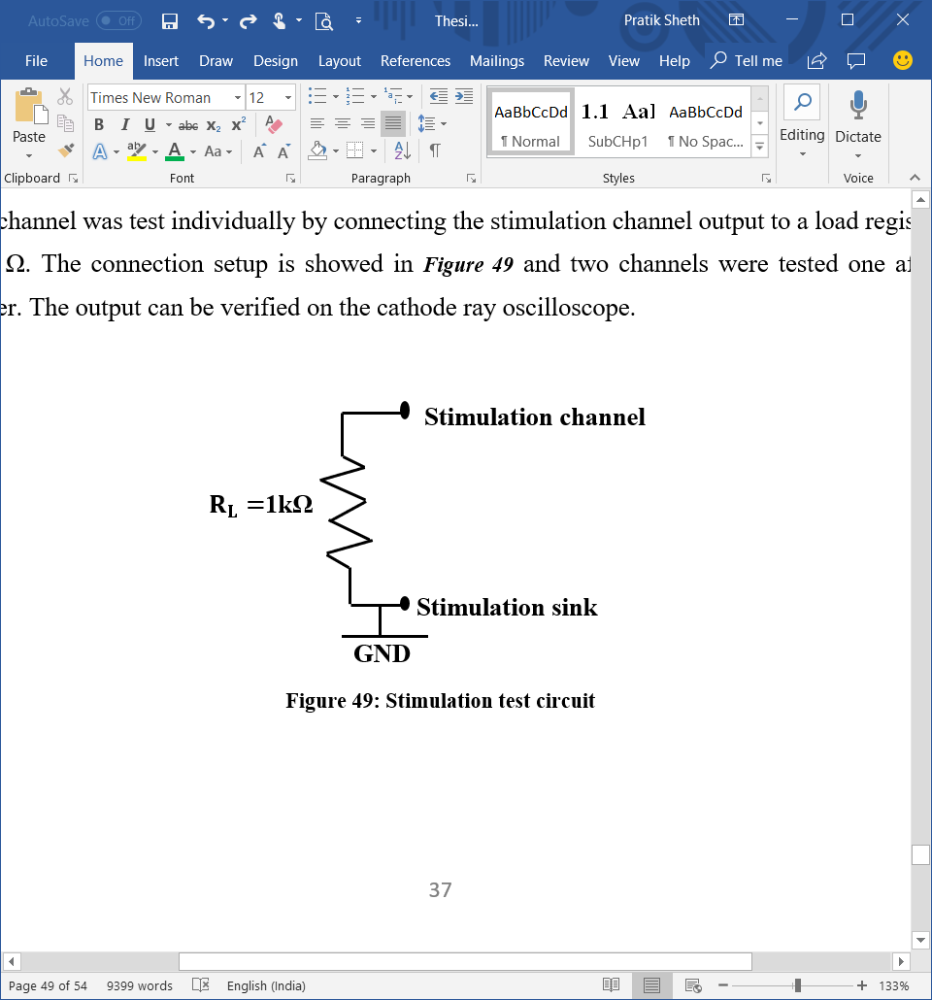 AutoSave Off Thesi... Pratik Sheth
File Home Insert Draw Design Layout References Mailings Review View Help Tell me
Paste
Clipboard
Times New Roman 12
B I U abc X₂ X²
A aby A Aa A A
Font
A Z
¶
Paragraph
AaBbCcDd 1.1 Aa] AaBbCcDd
¶ Normal SubCHp1 ¶ No Spac...
Styles
Editing
Dictate
Voice
channel was test individually by connecting the stimulation channel output to a load regis
Ω. The connection setup is showed in Figure 49 and two channels were tested one af
er. The output can be verified on the cathode ray oscilloscope.
Stimulation channel
R_L =1kΩ
Stimulation sink
GND
Figure 49: Stimulation test circuit
37
Page 49 of 54 9399 words English (India) 133%